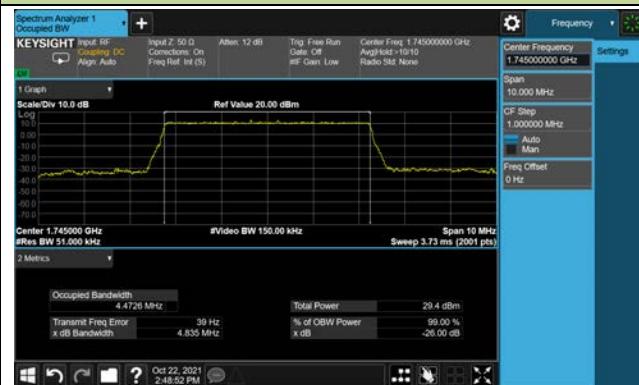 Spectrum Analyzer 1
Occupied BW
+
Frequency
KEYSIGHT
Input: RF
Coupling: DC
Align: Auto
Input Z: 50 Ω
Corrections: On
Freq Ref: Int (S)
Atten: 12 dB
Trig: Free Run
Gate: Off
#IF Gain: Low
Center Freq: 1.745000000 GHz
Avg|Hold:>10/10
Radio Std: None
Center Frequency
1.745000000 GHz
Settings
Span
10.000 MHz
CF Step
1.000000 MHz
Auto
Man
Freq Offset
0 Hz
1 Graph
Scale/Div 10.0 dB
Ref Value 20.00 dBm
Log
10.0
0.00
-10.0
-20.0
-30.0
-40.0
-50.0
-60.0
-70.0
Center 1.745000 GHz
#Video BW 150.00 kHz
Span 10 MHz
#Res BW 51.000 kHz
Sweep 3.73 ms (2001 pts)
2 Metrics
Occupied Bandwidth
4.4726 MHz
Total Power
29.4 dBm
Transmit Freq Error
39 Hz
% of OBW Power
99.00 %
x dB Bandwidth
4.835 MHz
x dB
-26.00 dB
?
Oct 22, 2021
2:48:52 PM